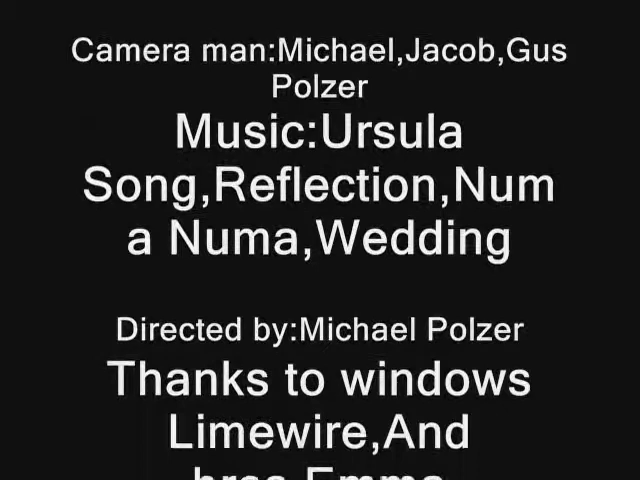 Camera man:Michael,Jacob,Gus
Polzer
Music:Ursula
Song,Reflection,Num
a Numa,Wedding
Directed by:Michael Polzer
Thanks to windows
Limewire,And